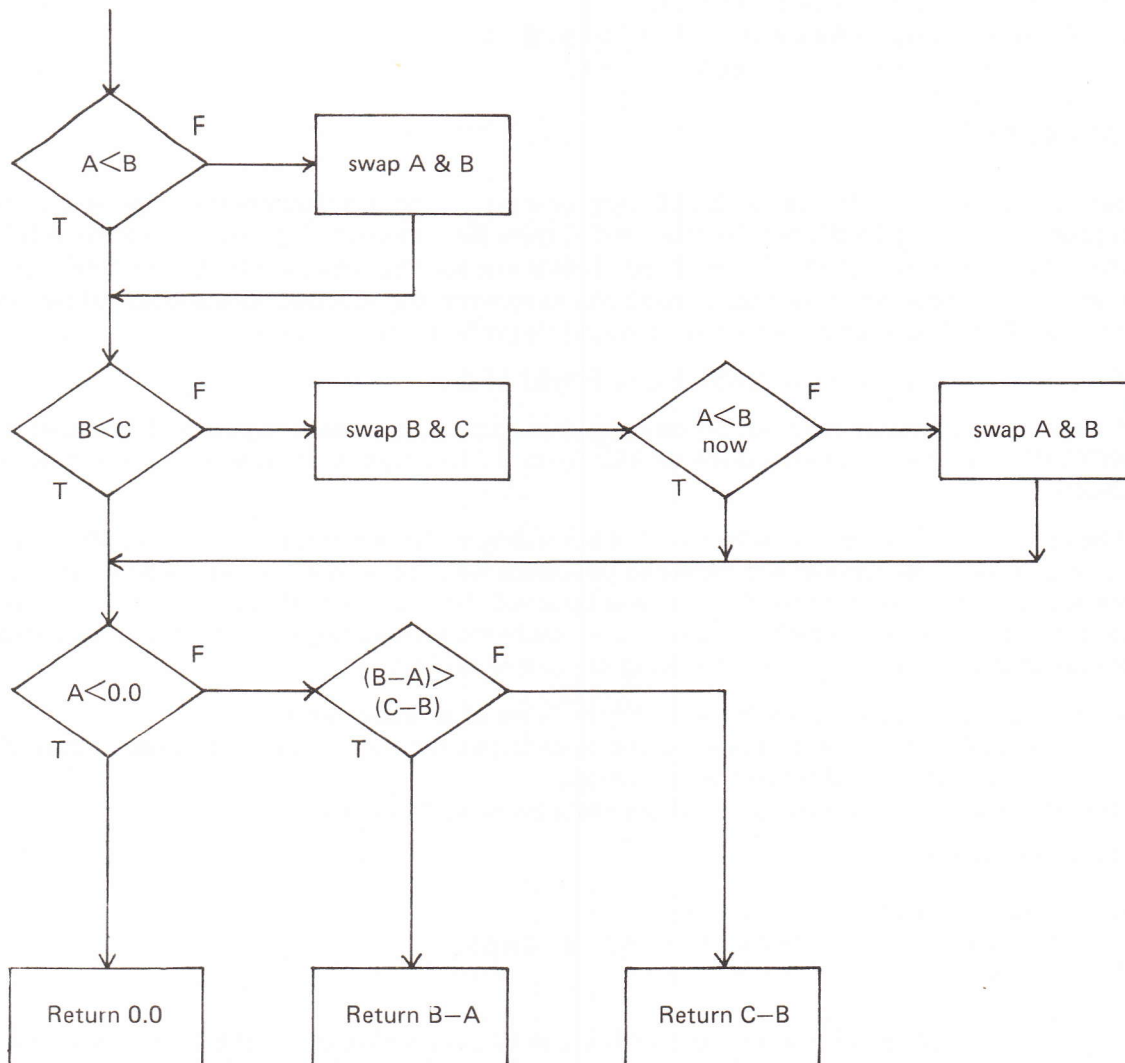 F
A<B
swap A & B
T
F
B<C
swap B & C
F
A<B
now
swap A & B
T
T
F
A<0.0
(B–A)>
(C–B)
F
T
T
Return 0.0
Return B–A
Return C–B